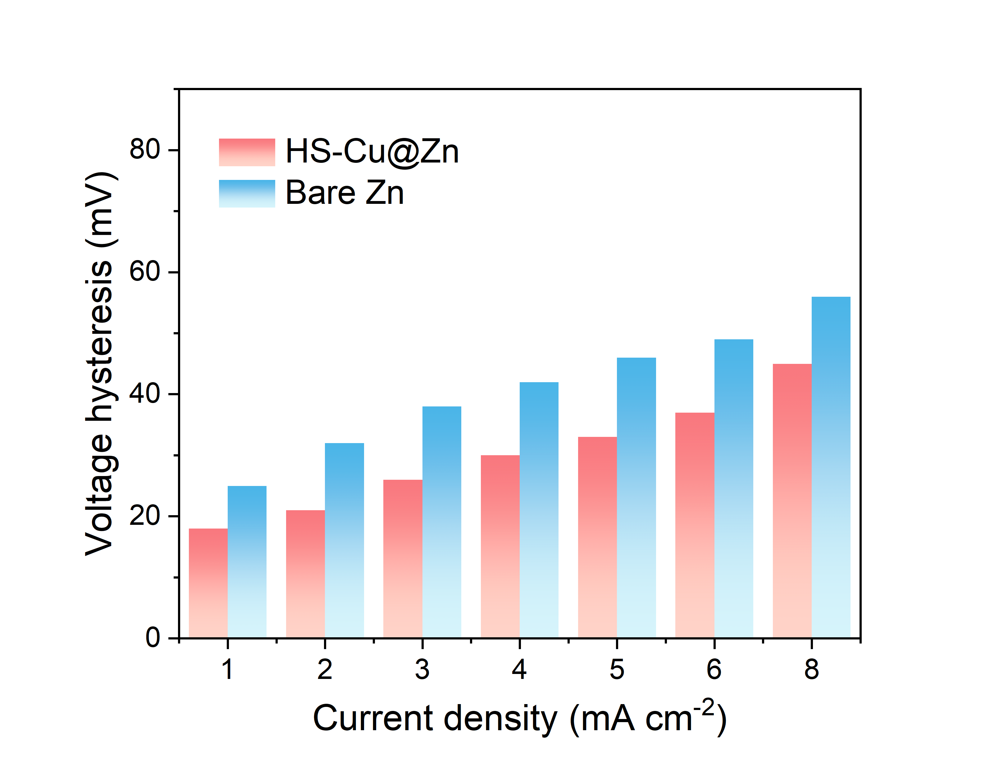 HS-Cu@Zn
Bare Zn
80
60
40
20
0
Voltage hysteresis (mV)
1 2 3 4 5 6 8
Current density (mA cm-2)